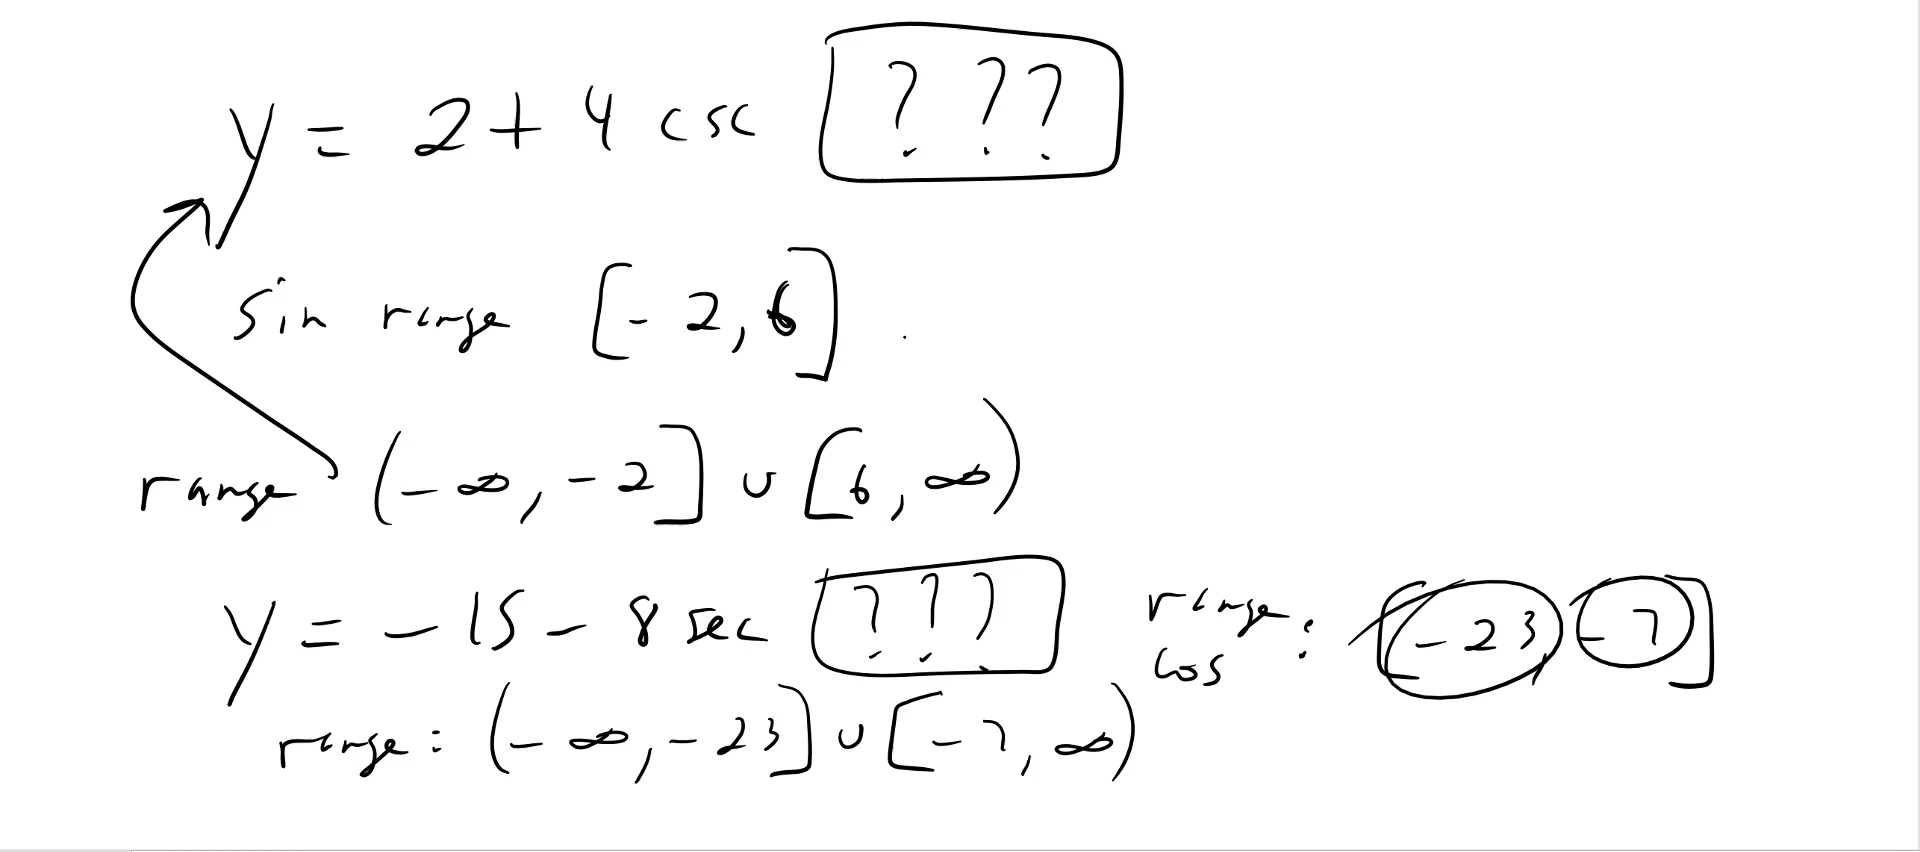 y = 2 + 4 csc ? ? ?
sin range [-2, 6]
range (-∞, -2] ∪ [6, ∞)
y = -15 - 8 sec ? ? ?
range cos : [-23, -7]
range: (-∞, -23] ∪ [-7, ∞)